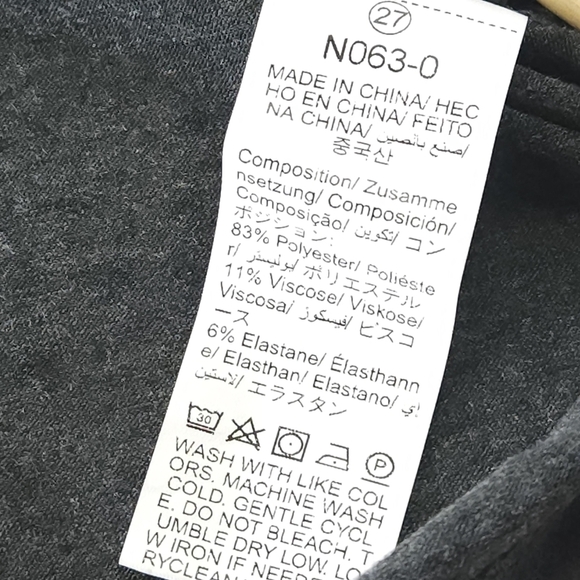 27
N063-0
MADE IN CHINA/ HEC
HO EN CHINA/ FEITO
NA CHINA/ صنع بالصين/
중국산
Composition/ Zusamme
nsetzung/ Composición/
Composição/ تكوين/ コン
ポジション:
83% Polyester/ Poliéste
r/ بوليستر/ ポリエステル
11% Viscose/ Viskose/
Viscosa/ فيسكوز/ ビスコ
ース
6% Elastane/ Élasthann
e/ Elasthan/ Elastano/ إي
لاستين/ エラスタン
30 P
WASH WITH LIKE COL
ORS. MACHINE WASH
COLD, GENTLE CYCL
E. DO NOT BLEACH. T
UMBLE DRY LOW. LO
W IRON IF NEEDE
RYCLEAN